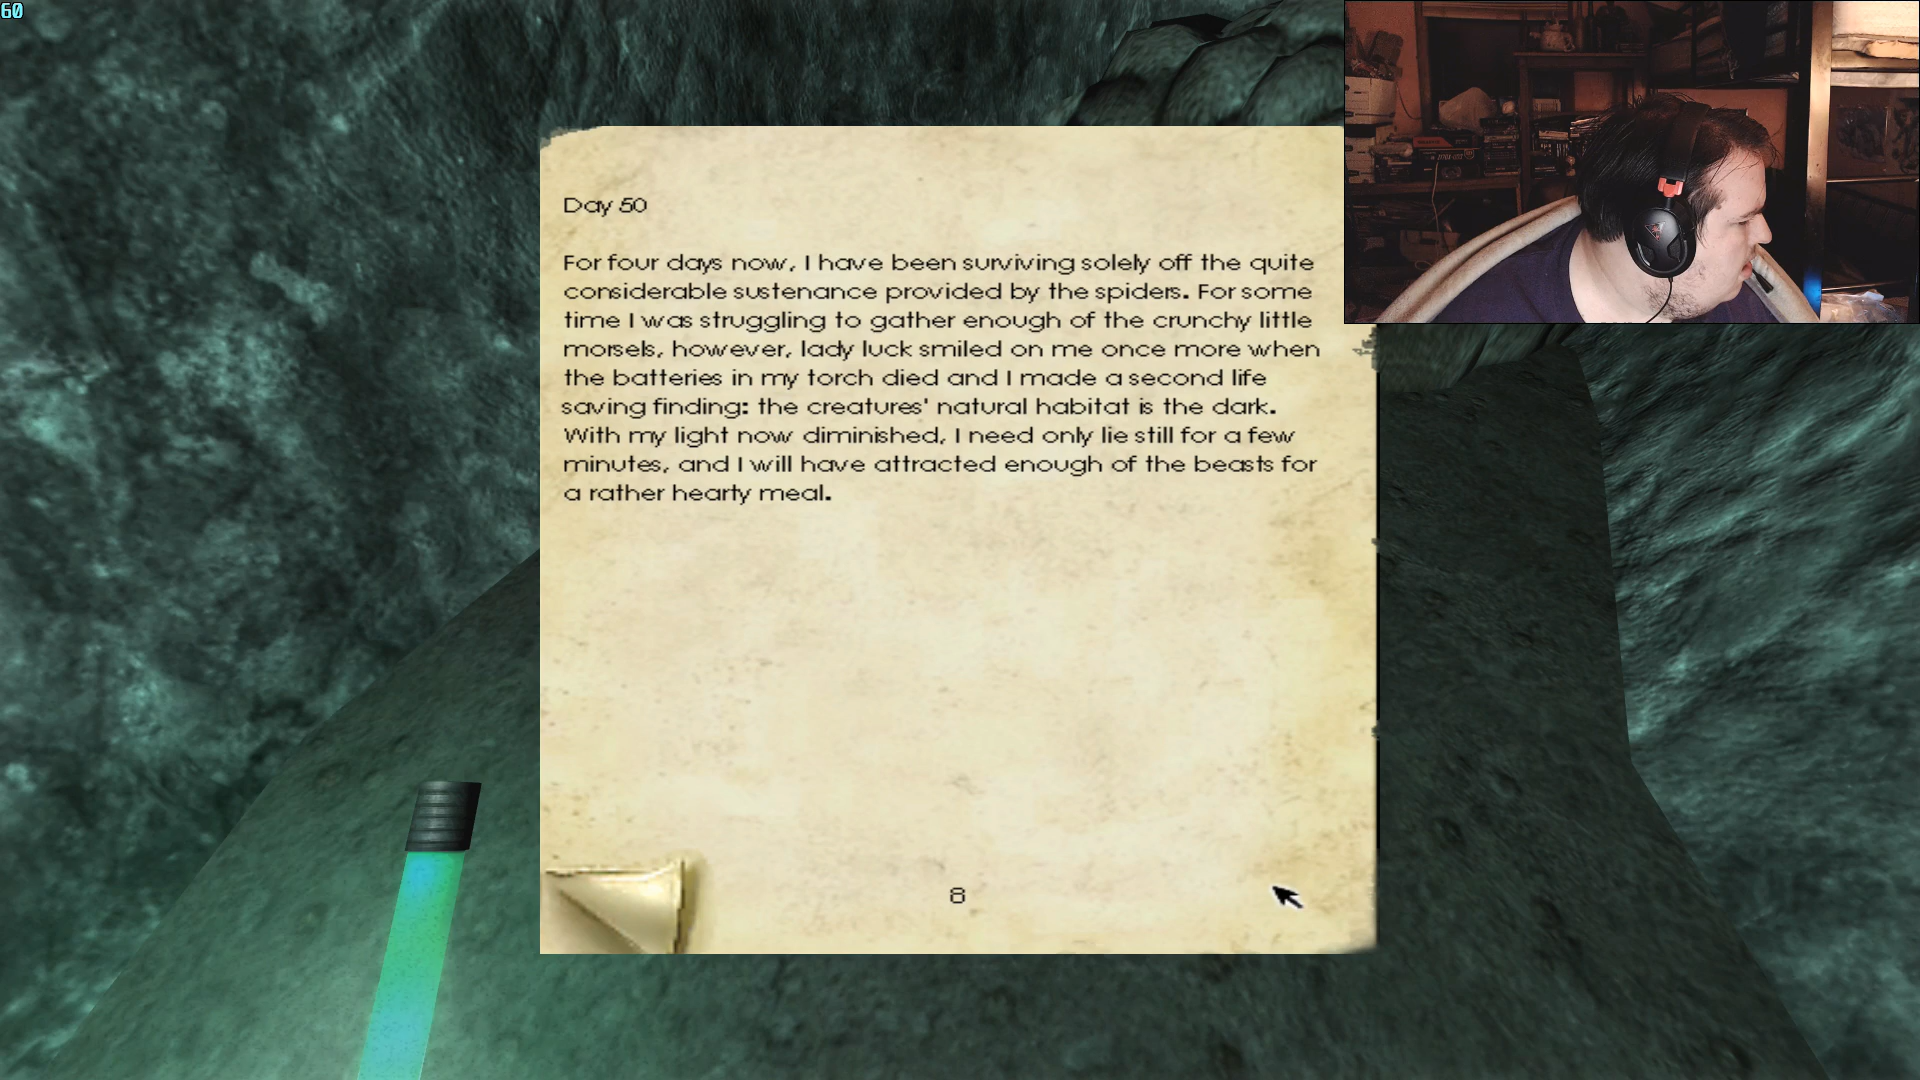 60
Day 50
For four days now, I have been surviving solely off the quite
considerable sustenance provided by the spiders. For some
time I was struggling to gather enough of the crunchy little
morsels, however, lady luck smiled on me once more when
the batteries in my torch died and I made a second life
saving finding: the creatures' natural habitat is the dark.
With my light now diminished, I need only lie still for a few
minutes, and I will have attracted enough of the beasts for
a rather hearty meal.
8